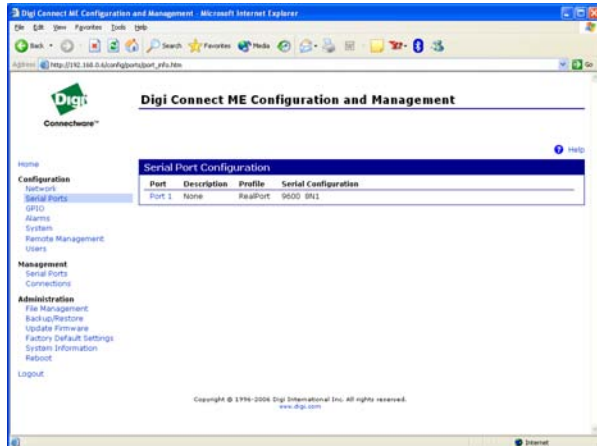 Digi Connect ME Configuration and Management - Microsoft Internet Explorer
File Edit View Favorites Tools Help
Back Search Favorites Media
Address http://192.168.0.6/config/ports/port_info.htm Go
Digi
Connectware™
Digi Connect ME Configuration and Management
Help
Home
Configuration
Network
Serial Ports
GPIO
Alarms
System
Remote Management
Users
Management
Serial Ports
Connections
Administration
File Management
Backup/Restore
Update Firmware
Factory Default Settings
System Information
Reboot
Logout
Serial Port Configuration
Port Description Profile Serial Configuration
Port 1 None RealPort 9600 8N1
Copyright © 1996-2006 Digi International Inc. All rights reserved.
www.digi.com
Internet